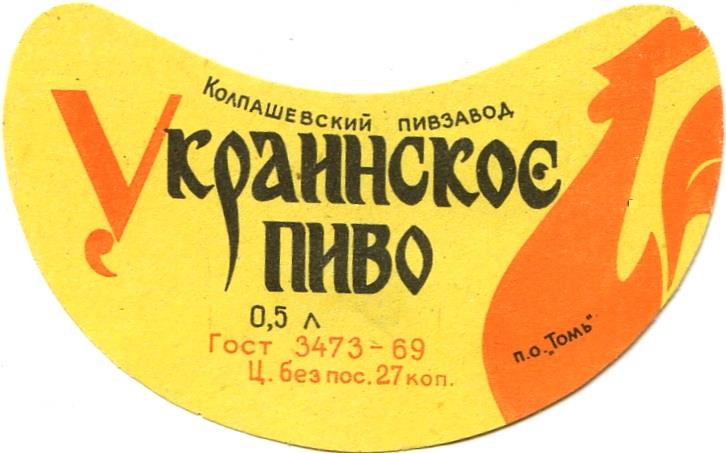 Колпашевский пивзавод
Украинское
пиво
0,5 л
Гост 3473-69
Ц. без пос. 27 коп.
п.о. „Томь"